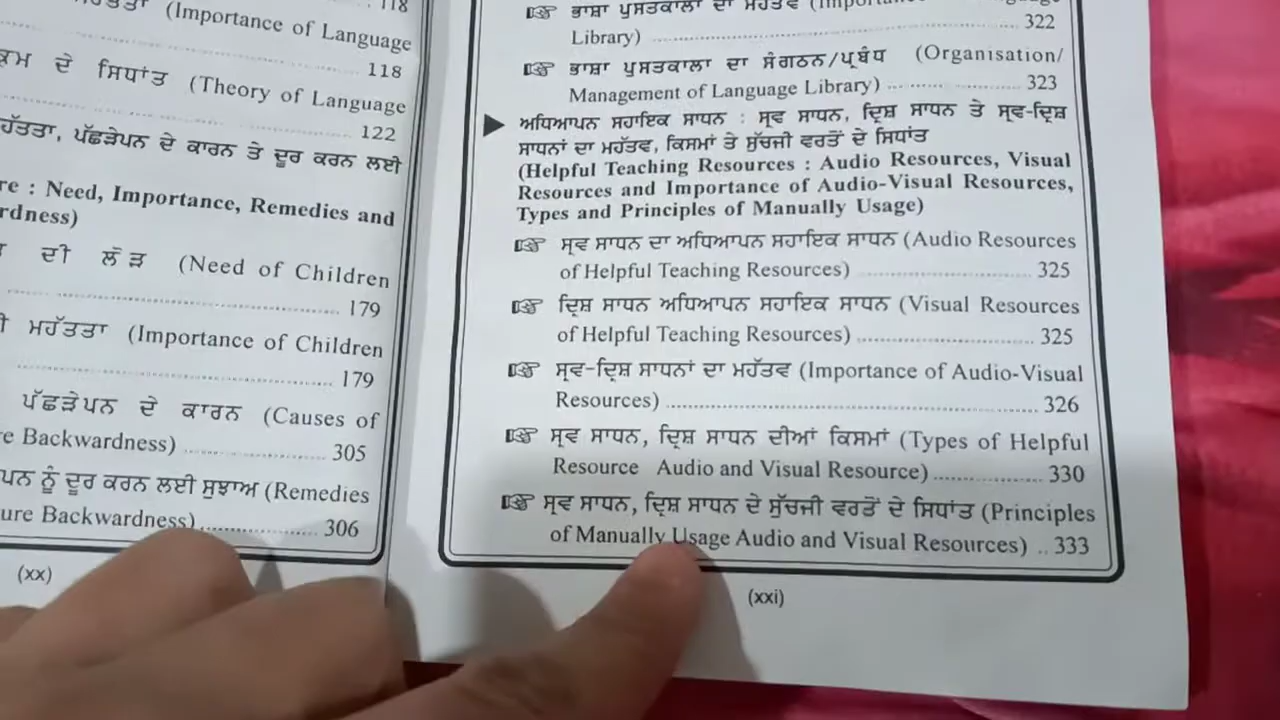 118
(Importance of Language
118
ਦੇ ਸਿਧਾਂਤ (Theory of Language
122
ਪੱਛੜੇਪਨ ਦੇ ਕਾਰਨ ਤੇ ਦੂਰ ਕਰਨ ਲਈ
: Need, Importance, Remedies and
ਦੀ ਲੋੜ (Need of Children
179
ਮਹੱਤਤਾ (Importance of Children
179
ਪੱਛੜੇਪਨ ਦੇ ਕਾਰਨ (Causes of
Backwardness) 305
ਨੂੰ ਦੂਰ ਕਰਨ ਲਈ ਸੁਝਾਅ (Remedies
Backwardness) 306
(xx)
ਭਾਸ਼ਾ ਪੁਸਤਕਾਲਾ ਦਾ ਮਹੱਤਵ
Library) 322
ਭਾਸ਼ਾ ਪੁਸਤਕਾਲਾ ਦਾ ਸੰਗਠਨ/ਪ੍ਰਬੰਧ (Organisation/
Management of Language Library) 323
ਅਧਿਆਪਨ ਸਹਾਇਕ ਸਾਧਨ : ਸ੍ਰਵ ਸਾਧਨ, ਦ੍ਰਿਸ਼ ਸਾਧਨ ਤੇ ਸ੍ਰਵ-ਦ੍ਰਿਸ਼
ਸਾਧਨਾਂ ਦਾ ਮਹੱਤਵ, ਕਿਸਮਾਂ ਤੇ ਸੁੱਚਜੀ ਵਰਤੋਂ ਦੇ ਸਿਧਾਂਤ
(Helpful Teaching Resources : Audio Resources, Visual
Resources and Importance of Audio-Visual Resources,
Types and Principles of Manually Usage)
ਸ੍ਰਵ ਸਾਧਨ ਦਾ ਅਧਿਆਪਨ ਸਹਾਇਕ ਸਾਧਨ (Audio Resources
of Helpful Teaching Resources) 325
ਦ੍ਰਿਸ਼ ਸਾਧਨ ਅਧਿਆਪਨ ਸਹਾਇਕ ਸਾਧਨ (Visual Resources
of Helpful Teaching Resources) 325
ਸ੍ਰਵ-ਦ੍ਰਿਸ਼ ਸਾਧਨਾਂ ਦਾ ਮਹੱਤਵ (Importance of Audio-Visual
Resources) 326
ਸ੍ਰਵ ਸਾਧਨ, ਦ੍ਰਿਸ਼ ਸਾਧਨ ਦੀਆਂ ਕਿਸਮਾਂ (Types of Helpful
Resource Audio and Visual Resource) 330
ਸ੍ਰਵ ਸਾਧਨ, ਦ੍ਰਿਸ਼ ਸਾਧਨ ਦੇ ਸੁੱਚਜੀ ਵਰਤੋਂ ਦੇ ਸਿਧਾਂਤ (Principles
of Manually Usage Audio and Visual Resources) 333
(xxi)